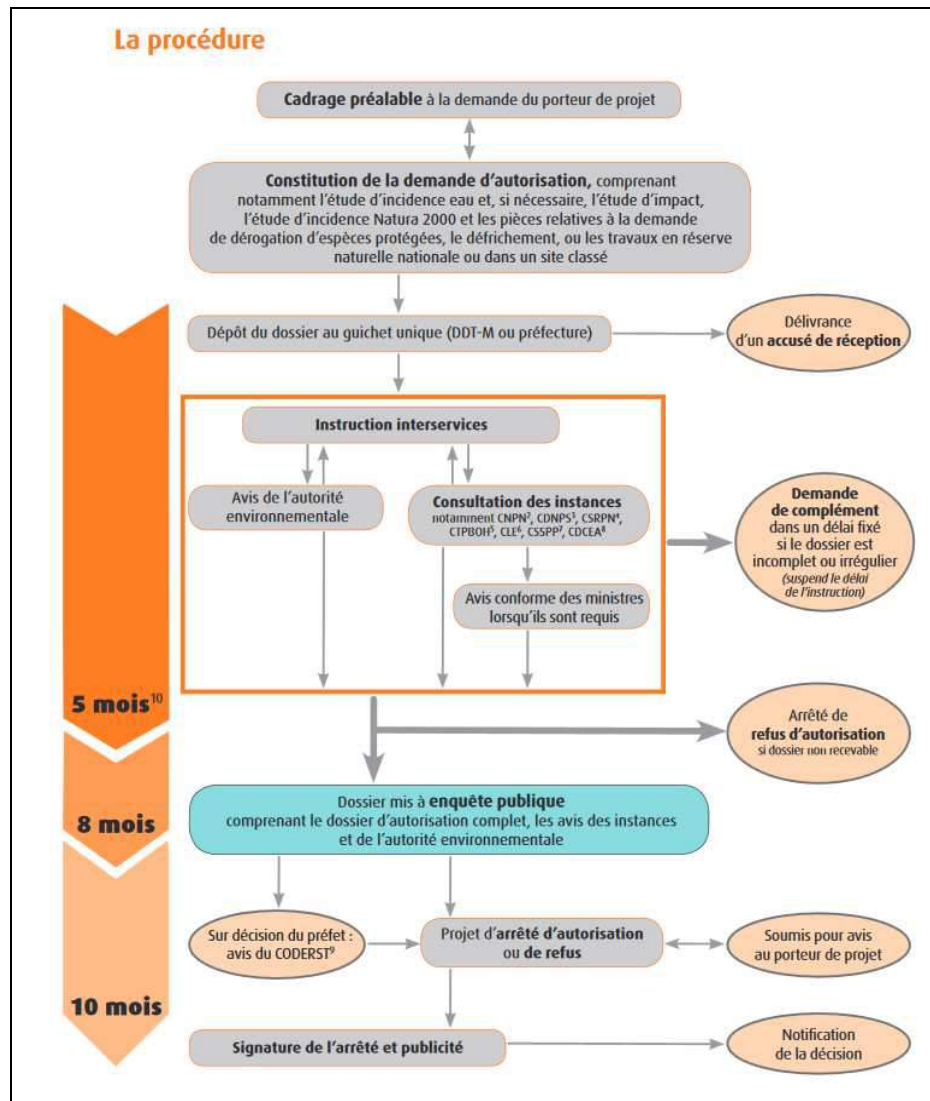 La procédure
Cadrage préalable à la demande du porteur de projet
Constitution de la demande d'autorisation, comprenant
notamment l'étude d'incidence eau et, si nécessaire, l'étude d'impact,
l'étude d'incidence Natura 2000 et les pièces relatives à la demande
de dérogation d'espèces protégées, le défrichement, ou les travaux en réserve
naturelle nationale ou dans un site classé
Dépôt du dossier au guichet unique (DDT-M ou préfecture)
Délivrance
d'un accusé de réception
Instruction interservices
Avis de l'autorité
environnementale
Consultation des instances
notamment CNPN², CDNPS³, CSRPN⁴,
CTPBOH⁵, CLE⁶, CSSPP⁷, CDCEA⁸
Avis conforme des ministres
lorsqu'ils sont requis
Demande
de complément
dans un délai fixé
si le dossier est
incomplet ou irrégulier
(suspend le délai
de l'instruction)
5 mois¹⁰
Arrêté de
refus d'autorisation
si dossier non recevable
8 mois
Dossier mis à enquête publique
comprenant le dossier d'autorisation complet, les avis des instances
et de l'autorité environnementale
Sur décision du préfet :
avis du CODERST⁹
Projet d'arrêté d'autorisation
ou de refus
Soumis pour avis
au porteur de projet
10 mois
Signature de l'arrêté et publicité
Notification
de la décision